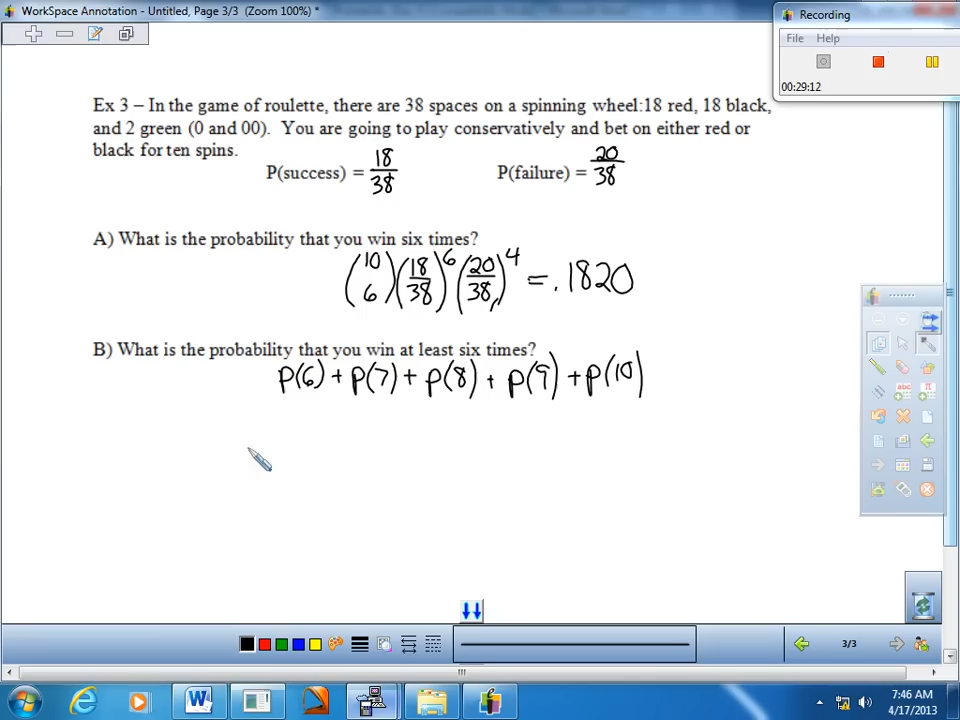 WorkSpace Annotation - Untitled, Page 3/3 (Zoom 100%) *
Recording
File Help
00:29:12
Ex 3 – In the game of roulette, there are 38 spaces on a spinning wheel:18 red, 18 black,
and 2 green (0 and 00). You are going to play conservatively and bet on either red or
black for ten spins.
P(success) = 18/38 P(failure) = 20/38
A) What is the probability that you win six times?
(10 6)(18/38)^6 (20/38)^4 = .1820
B) What is the probability that you win at least six times?
P(6) + P(7) + P(8) + P(9) + P(10)
abc
π
3/3
7:46 AM
4/17/2013